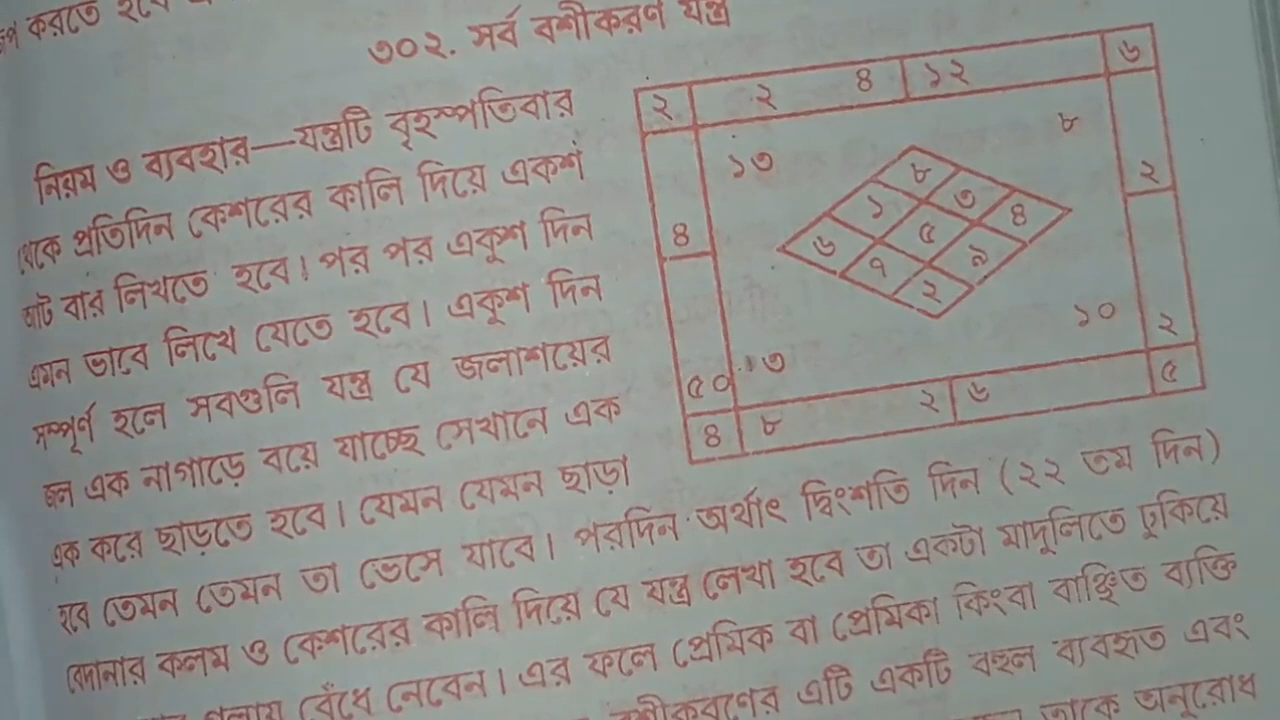 করতে হবে
৩০২. সর্ব বশীকরণ যন্ত্র
নিয়ম ও ব্যবহার—যন্ত্রটি বৃহস্পতিবার
থেকে প্রতিদিন কেশরের কালি দিয়ে একশ
আট বার লিখতে হবে। পর পর একুশ দিন
এমন ভাবে লিখে যেতে হবে। একুশ দিন
সম্পূর্ণ হলে সবগুলি যন্ত্র যে জলাশয়ের
জল এক নাগাড়ে বয়ে যাচ্ছে সেখানে এক
এক করে ছাড়তে হবে। যেমন যেমন ছাড়া
হবে তেমন তেমন তা ভেসে যাবে। পরদিন অর্থাৎ দ্বিংশতি দিন (২২ তম দিন)
বেদানার কলম ও কেশরের কালি দিয়ে যে যন্ত্র লেখা হবে তা একটা মাদুলিতে ঢুকিয়ে
গলায় বেঁধে নেবেন। এর ফলে প্রেমিক বা প্রেমিকা কিংবা বাঞ্ছিত ব্যক্তি
বশীকরণের এটি একটি বহুল ব্যবহৃত এবং
তাকে অনুরোধ
২ ২ ৪ ১২ ৬
১৩ ৮
৪ ২
৮
১ ৩
৬ ৫ ৪
৭ ৯
২
১০ ২
৫০ ১৩
৪ ৮ ২ ৬ ৫